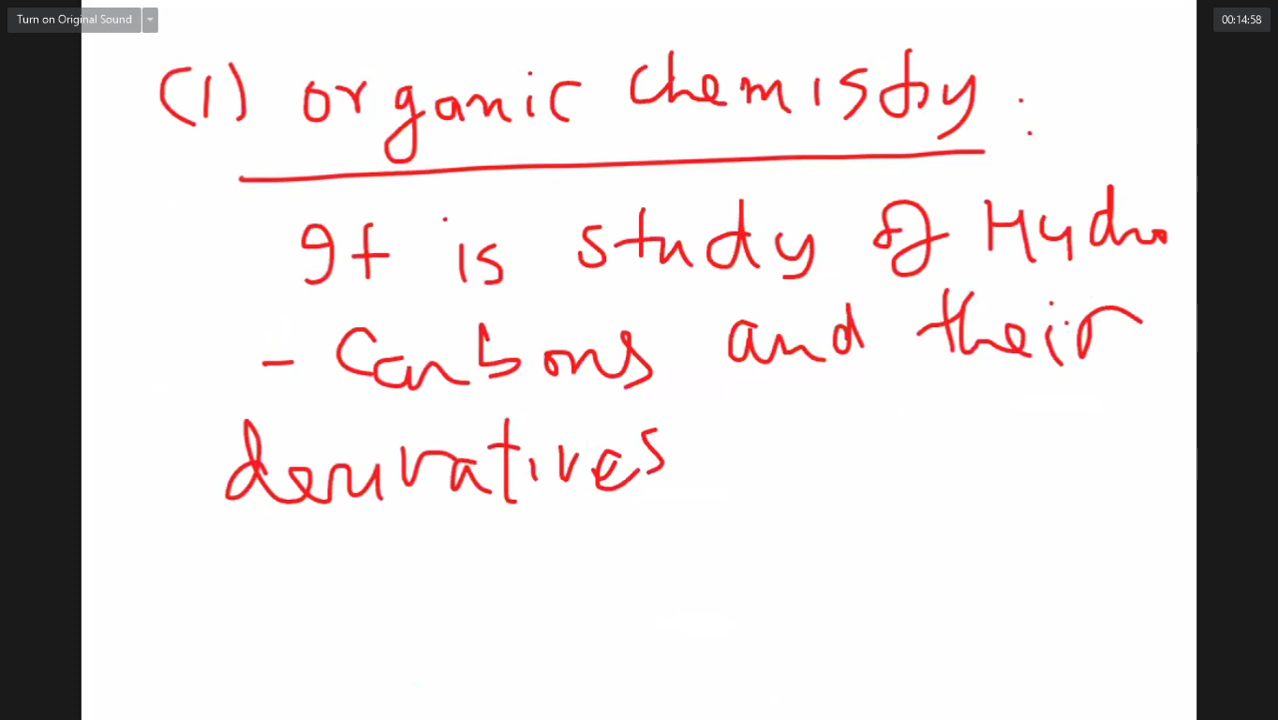 Turn on Original Sound
00:14:58
(1) organic chemistry :
It is study of Hydro
- Carbons and their
derivatives